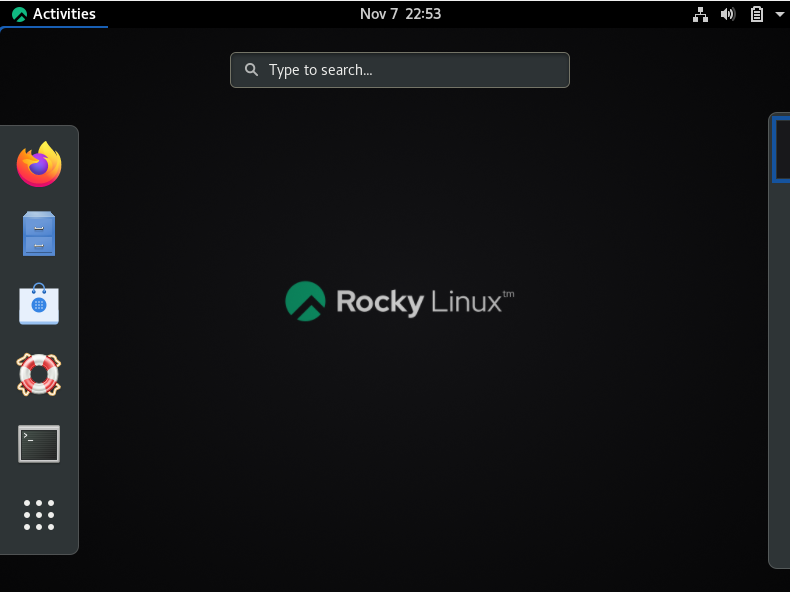 Activities
Nov 7 22:53
Type to search...
Rocky Linux™
>_